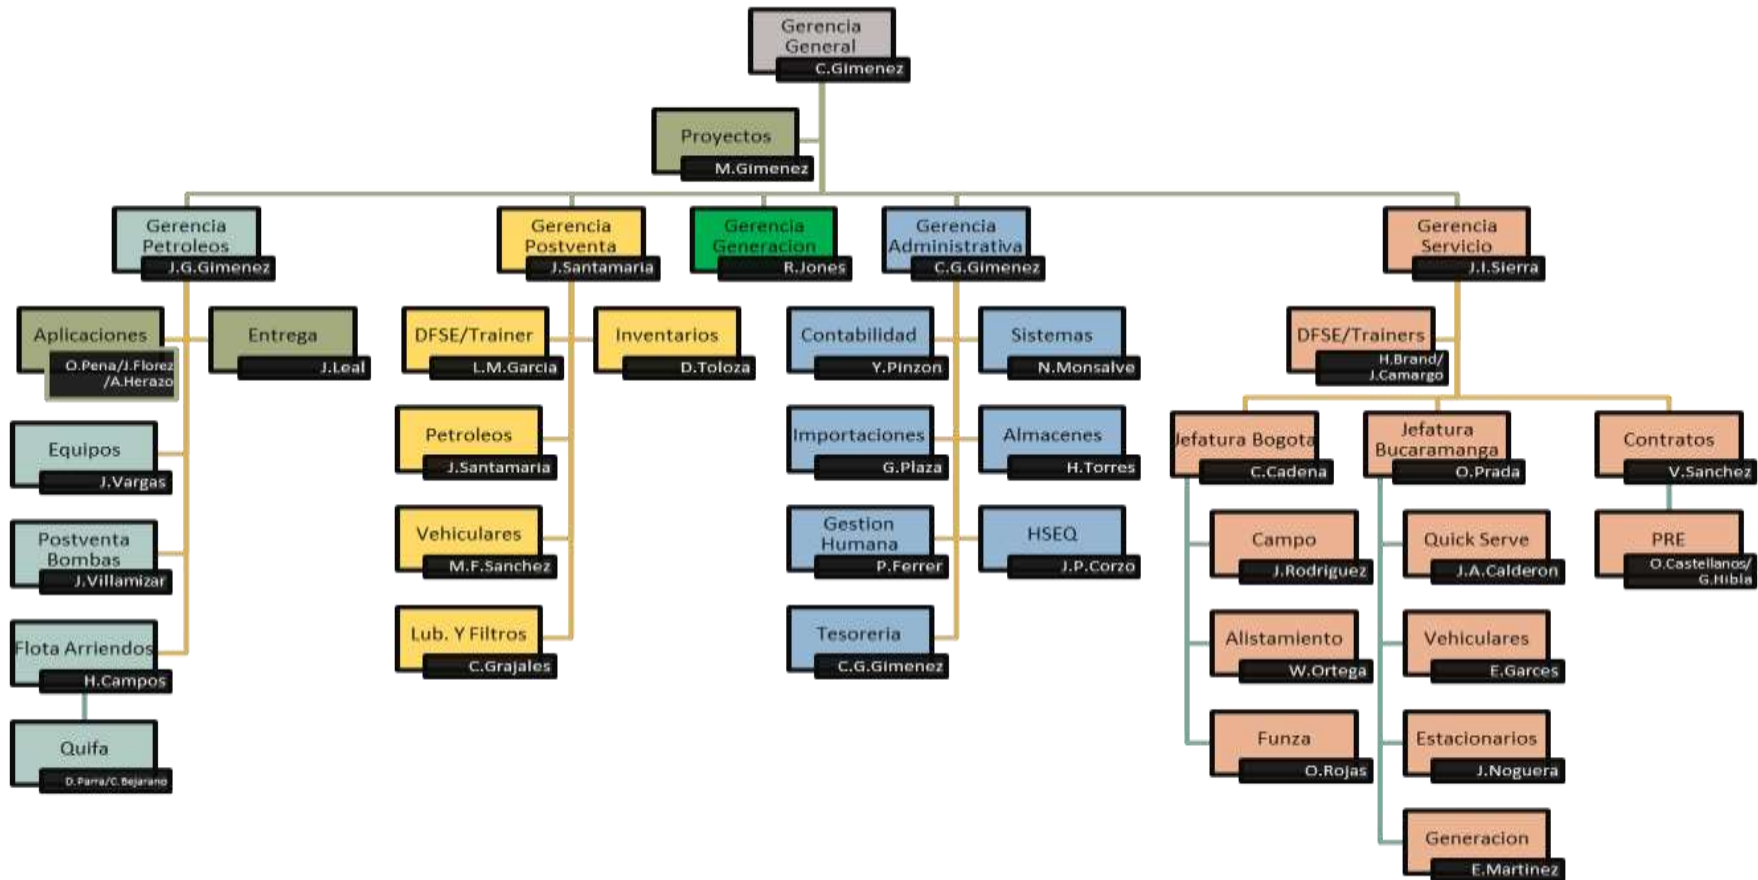 Gerencia
General
C.Gimenez
Proyectos
M.Gimenez
Gerencia
Petroleos
J.G.Gimenez
Gerencia
Postventa
J.Santamaria
Gerencia
Generacion
R.Jones
Gerencia
Administrativa
C.G.Gimenez
Gerencia
Servicio
J.I.Sierra
Aplicaciones
O.Pena/J.Florez
/A.Herazo
Entrega
J.Leal
Equipos
J.Vargas
Postventa
Bombas
J.Villamizar
Flota Arriendos
H.Campos
Quifa
D.Parra/C.Bejarano
DFSE/Trainer
L.M.Garcia
Inventarios
D.Toloza
Petroleos
J.Santamaria
Vehiculares
M.F.Sanchez
Lub. Y Filtros
C.Grajales
Contabilidad
Y.Pinzon
Sistemas
N.Monsalve
Importaciones
G.Plaza
Almacenes
H.Torres
Gestion
Humana
P.Ferrer
HSEQ
J.P.Corzo
Tesoreria
C.G.Gimenez
DFSE/Trainers
H.Brand/
J.Camargo
Jefatura Bogota
C.Cadena
Campo
J.Rodriguez
Alistamiento
W.Ortega
Funza
O.Rojas
Jefatura
Bucaramanga
O.Prada
Quick Serve
J.A.Calderon
Vehiculares
E.Garces
Estacionarios
J.Noguera
Generacion
E.Martinez
Contratos
V.Sanchez
PRE
O.Castellanos/
G.Hibla